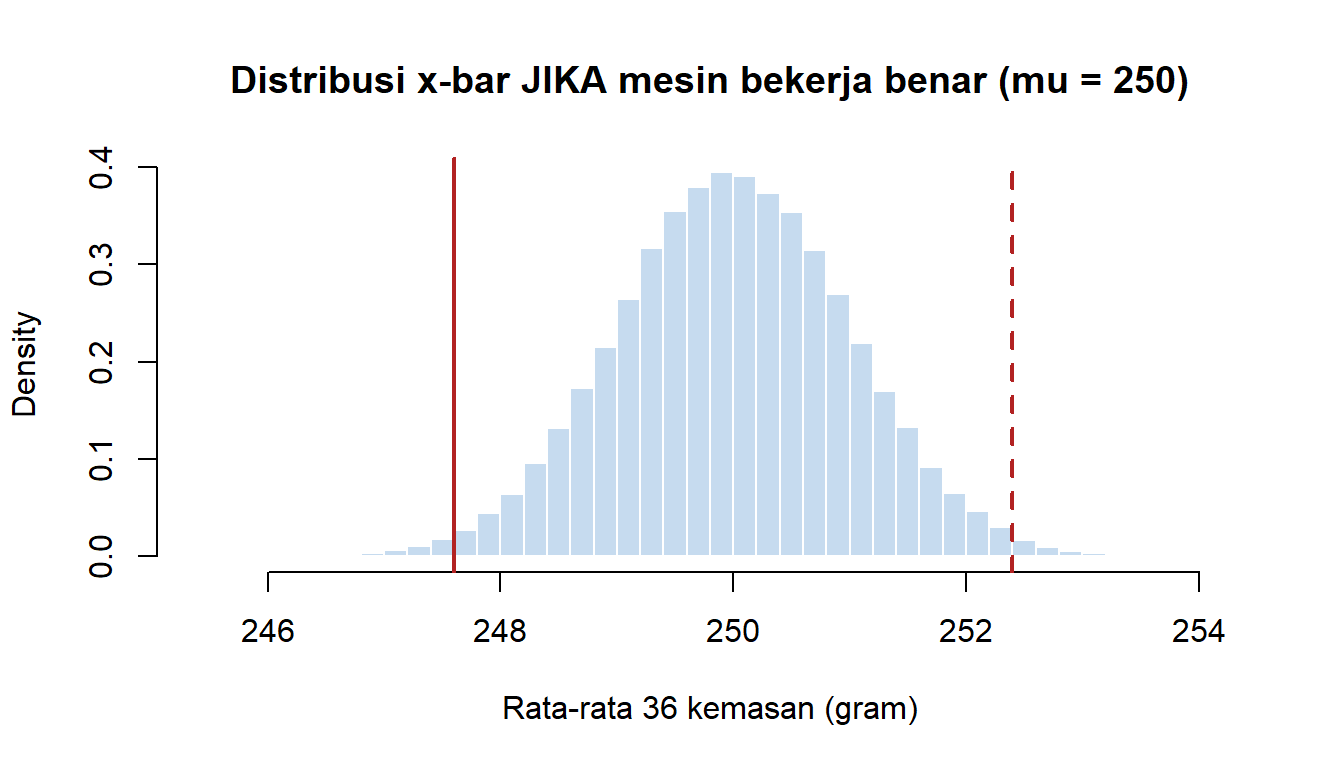 Distribusi x-bar JIKA mesin bekerja benar (mu = 250)
Density
0.4
0.3
0.2
0.1
0.0
246 248 250 252 254
Rata-rata 36 kemasan (gram)